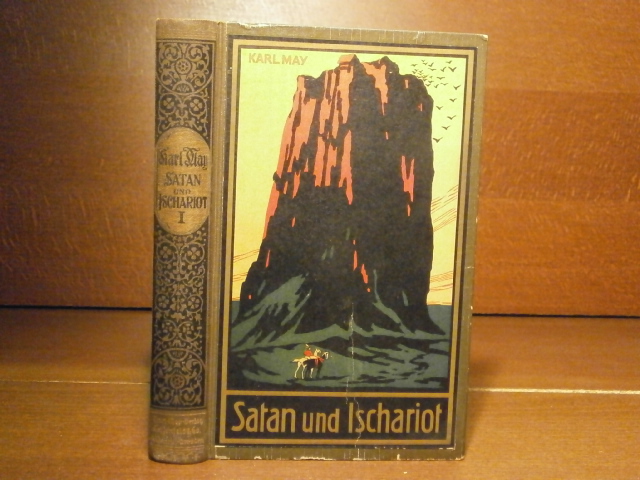 Karl May
SATAN
UND
ISCHARIOT
I
KARL MAY
Satan und Ischariot